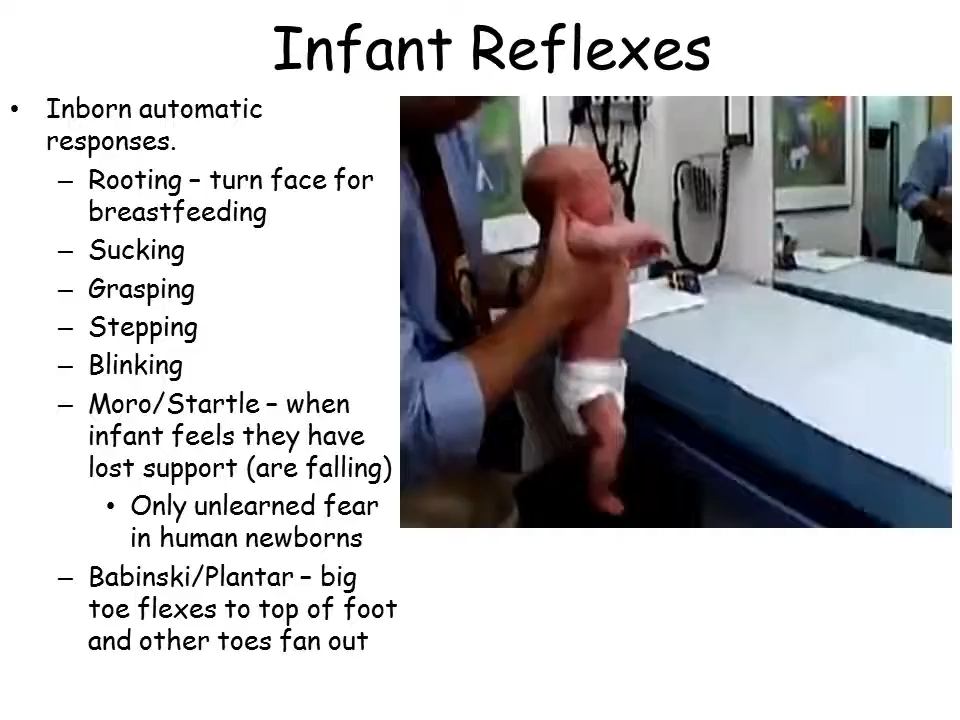 Infant Reflexes
• Inborn automatic
responses.
– Rooting – turn face for
breastfeeding
– Sucking
– Grasping
– Stepping
– Blinking
– Moro/Startle – when
infant feels they have
lost support (are falling)
• Only unlearned fear
in human newborns
– Babinski/Plantar – big
toe flexes to top of foot
and other toes fan out